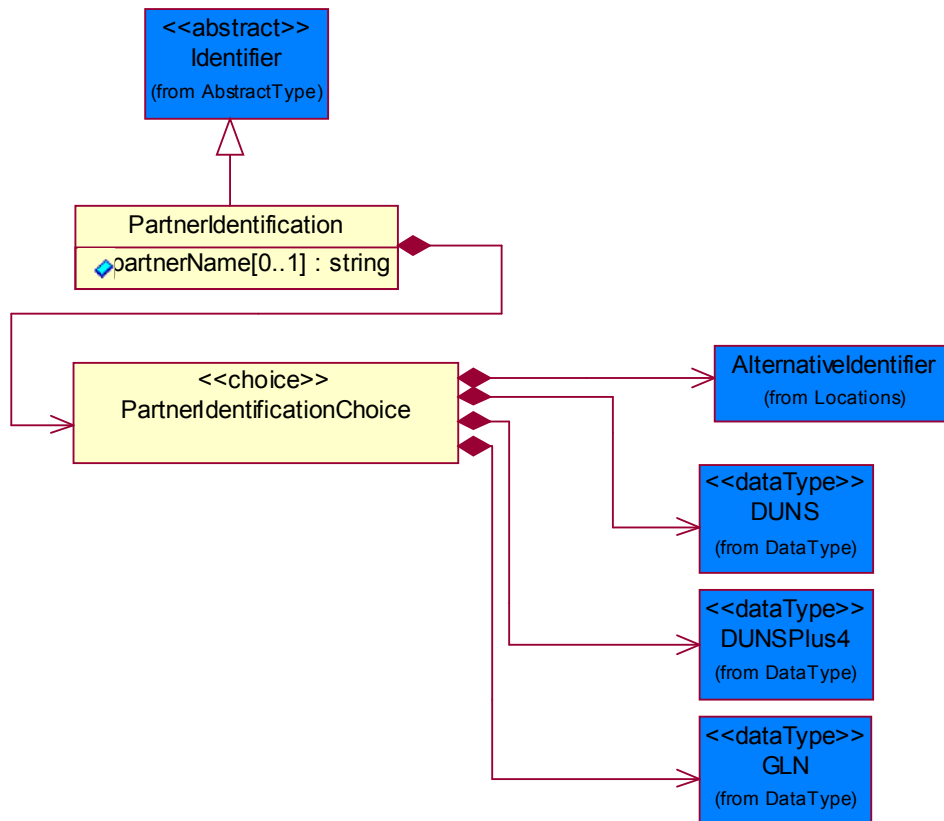 <<abstract>>
Identifier
(from AbstractType)
PartnerIdentification
partnerName[0..1] : string
<<choice>>
PartnerIdentificationChoice
AlternativeIdentifier
(from Locations)
<<dataType>>
DUNS
(from DataType)
<<dataType>>
DUNSPlus4
(from DataType)
<<dataType>>
GLN
(from DataType)